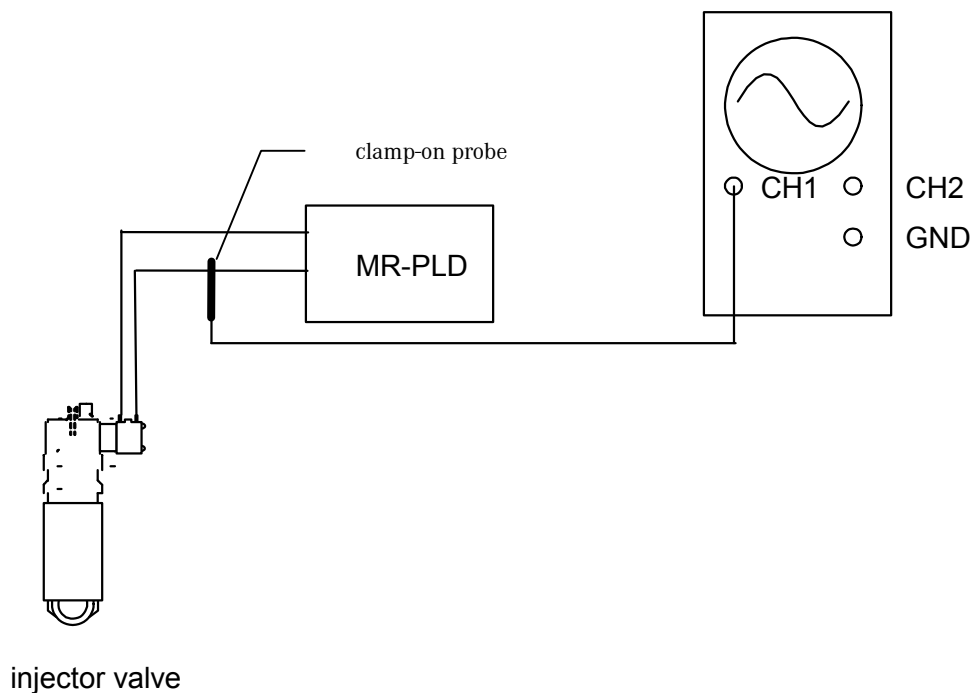 clamp-on probe
MR-PLD
CH1
CH2
GND
injector valve